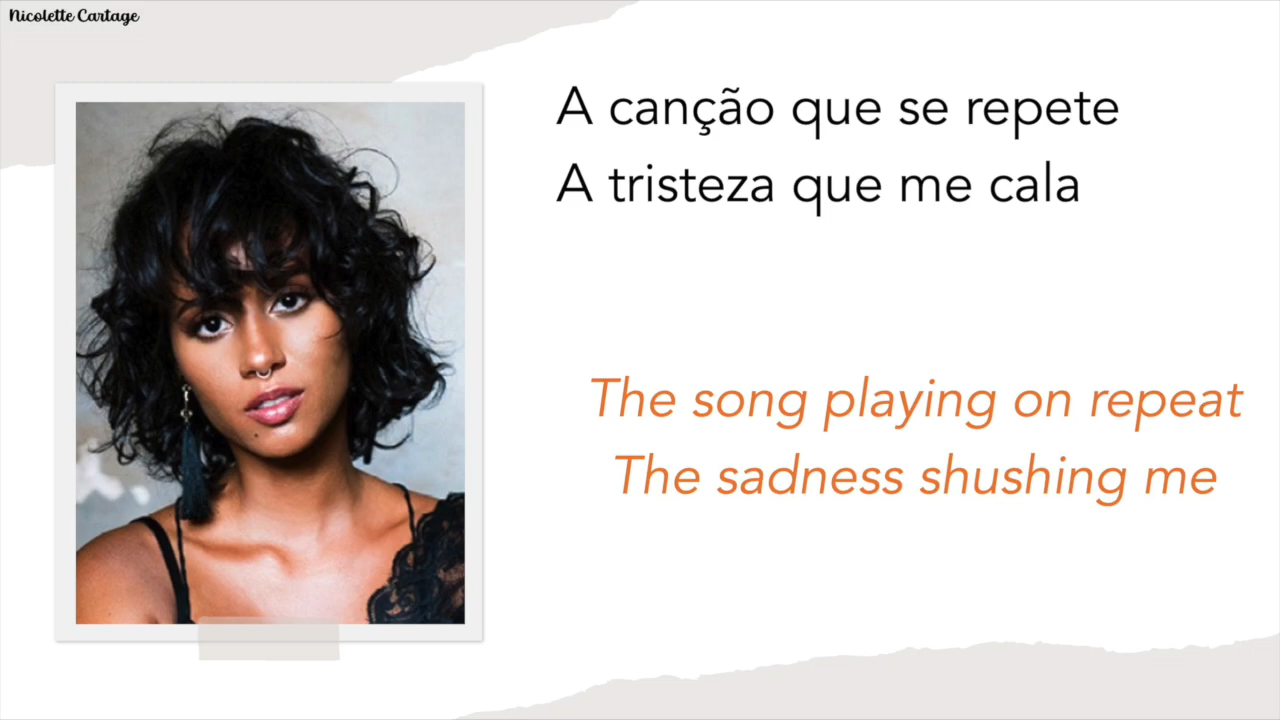 Nicolette Cartage
A canção que se repete
A tristeza que me cala
The song playing on repeat
The sadness shushing me